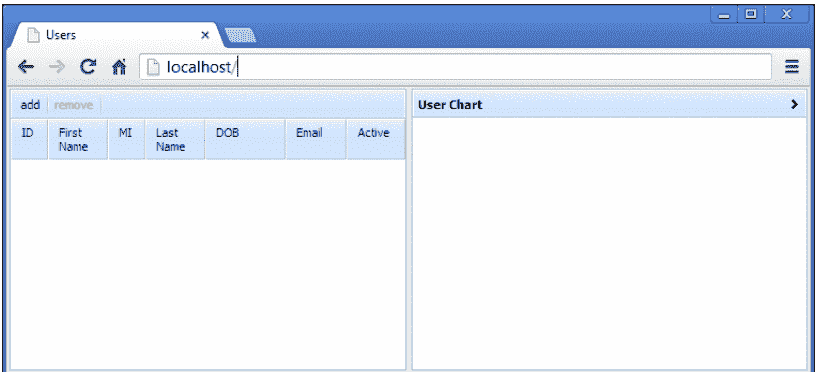 Users
localhost/
add remove
User Chart
ID First Name MI Last Name DOB Email Active